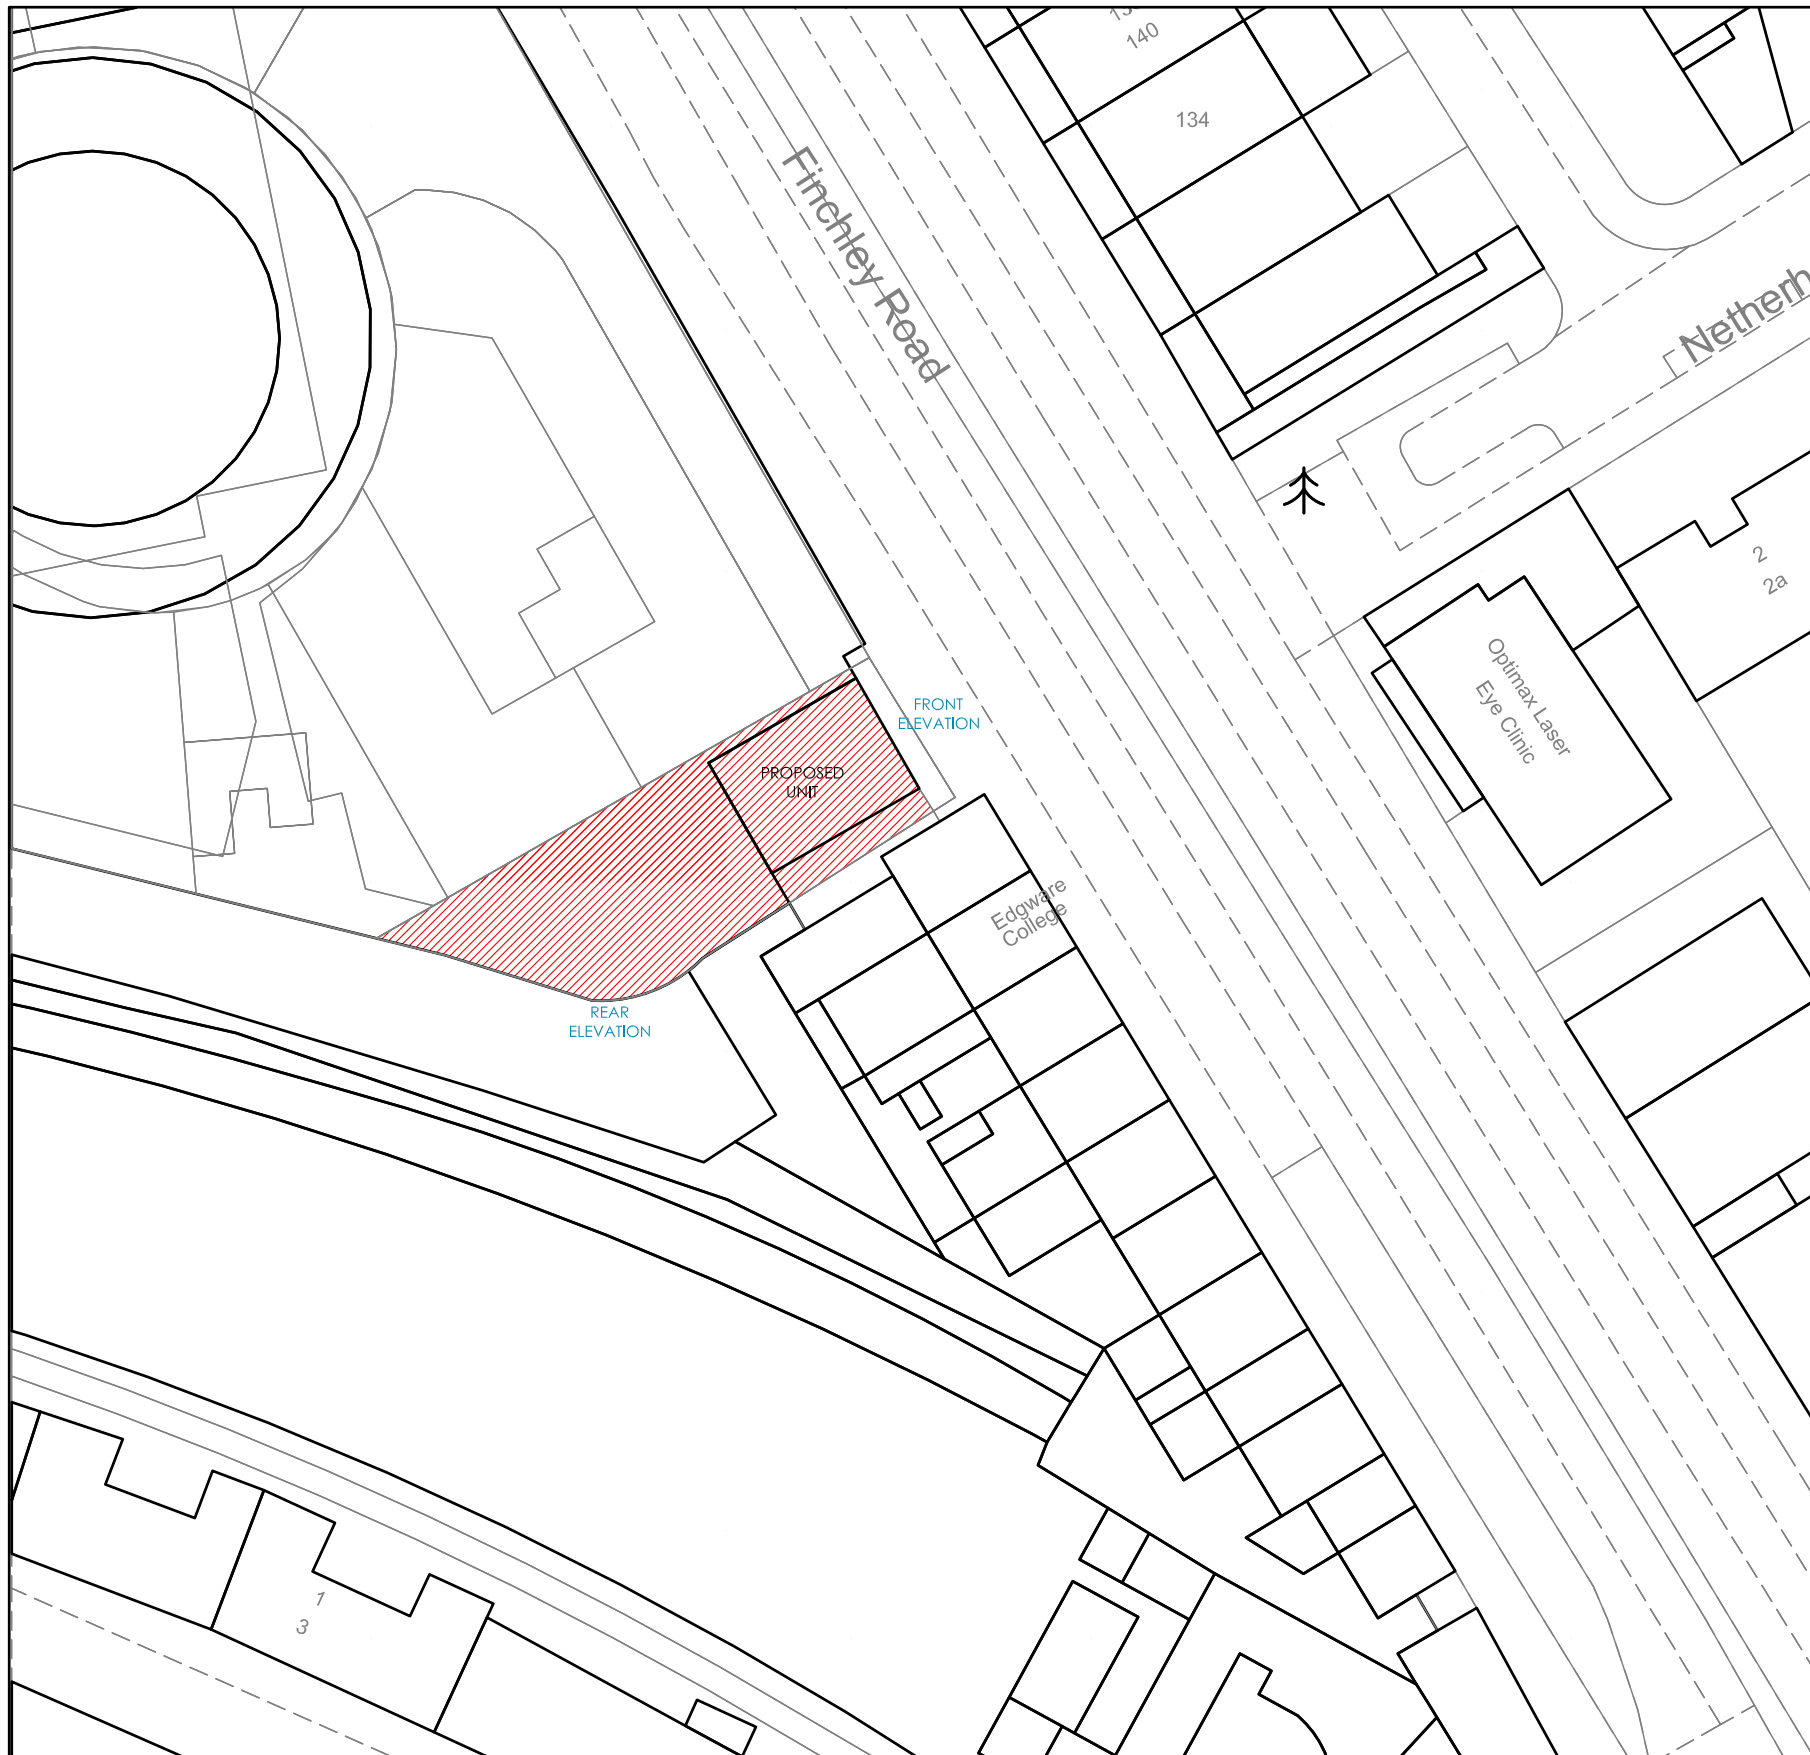 140
134
Finchley Road
2
2a
Optimax Laser
Eye Clinic
FRONT
ELEVATION
PROPOSED
UNIT
Edgware
College
REAR
ELEVATION
1
3